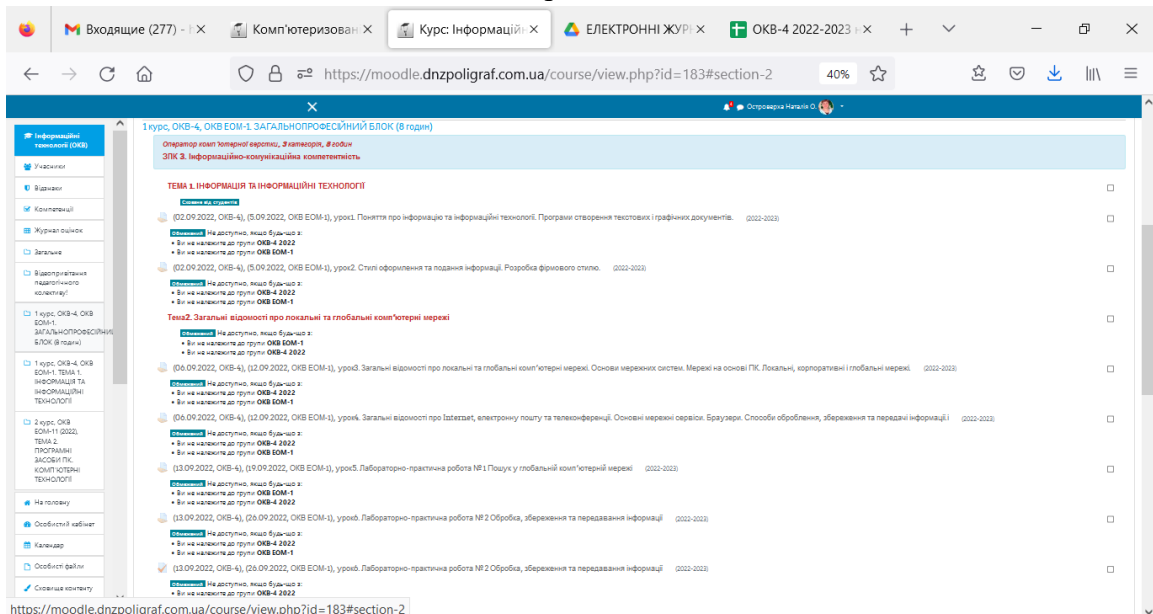 Входящие (277) - 
Комп'ютеризован
Курс: Інформаційн
ЕЛЕКТРОННІ ЖУР
ОКВ-4 2022-2023
https://moodle.dnzpoligraf.com.ua/course/view.php?id=183#section-2
40%
Островерха Наталія О.
Інформаційні
технології (ОКВ)
Учасники
Відзнаки
Компетенції
Журнал оцінок
Загальне
Відеопривітання
педагогічного
колективу!
1 курс, ОКВ-4, ОКВ
ЕОМ-1.
ЗАГАЛЬНОПРОФЕСІЙНИЙ
БЛОК (8 годин)
1 курс, ОКВ-4, ОКВ
ЕОМ-1. ТЕМА 1.
ІНФОРМАЦІЯ ТА
ІНФОРМАЦІЙНІ
ТЕХНОЛОГІЇ
2 курс, ОКВ
ЕОМ-11 (2022),
ТЕМА 2.
ПРОГРАМНІ
ЗАСОБИ ПК.
КОМП'ЮТЕРНІ
ТЕХНОЛОГІЇ
На головну
Особистий кабінет
Календар
Особисті файли
Сховище контенту
1 курс, ОКВ-4, ОКВ ЕОМ-1. ЗАГАЛЬНОПРОФЕСІЙНИЙ БЛОК (8 годин)
Оператор комп'ютерної верстки, 3 категорія, 8 годин
ЗПК 3. Інформаційно-комунікаційна компетентність
ТЕМА 1. ІНФОРМАЦІЯ ТА ІНФОРМАЦІЙНІ ТЕХНОЛОГІЇ
Сховане від студентів
(02.09.2022, ОКВ-4), (5.09.2022, ОКВ ЕОМ-1), урок1. Поняття про інформацію та інформаційні технології. Програми створення текстових і графічних документів. (2022-2023)
Обмежений Не доступно, якщо будь-що з:
• Ви не належите до групи ОКВ-4 2022
• Ви не належите до групи ОКВ ЕОМ-1
(02.09.2022, ОКВ-4), (5.09.2022, ОКВ ЕОМ-1), урок2. Стилі оформлення та подання інформації. Розробка фірмового стилю. (2022-2023)
Обмежений Не доступно, якщо будь-що з:
• Ви не належите до групи ОКВ-4 2022
• Ви не належите до групи ОКВ ЕОМ-1
Тема2. Загальні відомості про локальні та глобальні комп'ютерні мережі
Обмежений Не доступно, якщо будь-що з:
• Ви не належите до групи ОКВ ЕОМ-1
• Ви не належите до групи ОКВ-4 2022
(06.09.2022, ОКВ-4), (12.09.2022, ОКВ ЕОМ-1), урок3. Загальні відомості про локальні та глобальні комп'ютерні мережі. Основи мережних систем. Мережі на основі ПК. Локальні, корпоративні і глобальні мережі. (2022-2023)
Обмежений Не доступно, якщо будь-що з:
• Ви не належите до групи ОКВ-4 2022
• Ви не належите до групи ОКВ ЕОМ-1
(06.09.2022, ОКВ-4), (12.09.2022, ОКВ ЕОМ-1), урок4. Загальні відомості про Internet, електронну пошту та телеконференції. Основні мережні сервіси. Браузери. Способи оброблення, збереження та передачі інформації.і (2022-2023)
Обмежений Не доступно, якщо будь-що з:
• Ви не належите до групи ОКВ-4 2022
• Ви не належите до групи ОКВ ЕОМ-1
(13.09.2022, ОКВ-4), (19.09.2022, ОКВ ЕОМ-1), урок5. Лабораторно-практична робота №1 Пошук у глобальній комп'ютерній мережі (2022-2023)
Обмежений Не доступно, якщо будь-що з:
• Ви не належите до групи ОКВ ЕОМ-1
• Ви не належите до групи ОКВ-4 2022
(13.09.2022, ОКВ-4), (26.09.2022, ОКВ ЕОМ-1), урок6. Лабораторно-практична робота №2 Обробка, збереження та передавання інформації (2022-2023)
Обмежений Не доступно, якщо будь-що з:
• Ви не належите до групи ОКВ-4 2022
• Ви не належите до групи ОКВ ЕОМ-1
(13.09.2022, ОКВ-4), (26.09.2022, ОКВ ЕОМ-1), урок6. Лабораторно-практична робота №2 Обробка, збереження та передавання інформації (2022-2023)
Обмежений Не доступно, якщо будь-що з:
• Ви не належите до групи ОКВ-4 2022
https://moodle.dnzpoligraf.com.ua/course/view.php?id=183#section-2